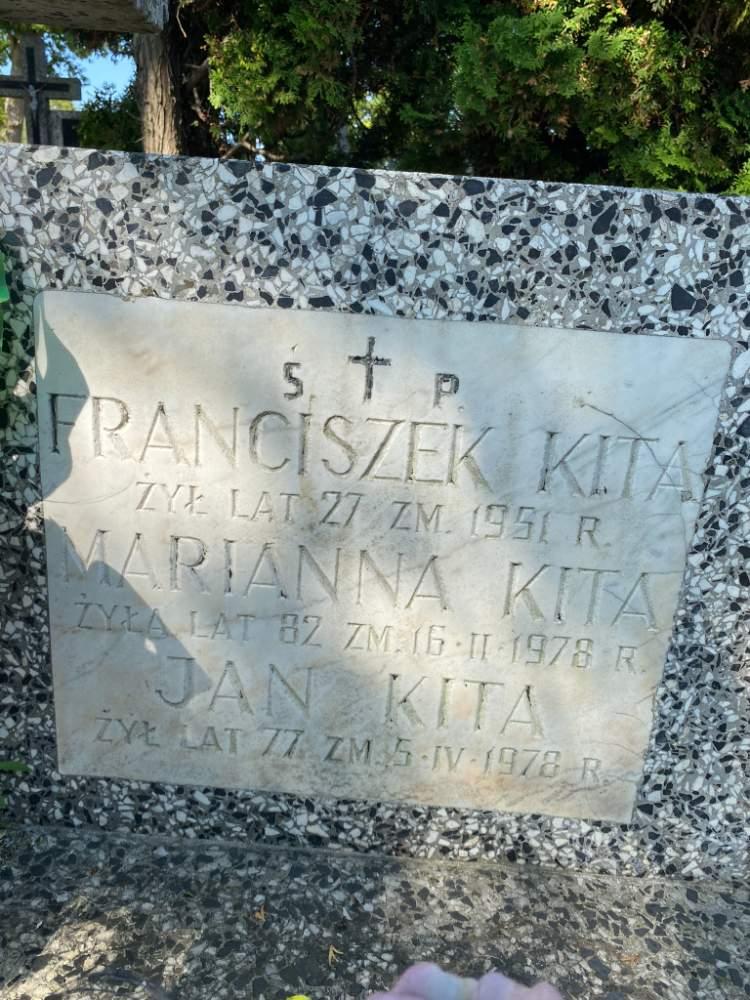 Ś. † P.
FRANCISZEK KITA
ŻYŁ LAT 27 ZM. 1951 R.
MARIANNA KITA
ŻYŁA LAT 82 ZM. 16·II·1978 R.
JAN KITA
ŻYŁ LAT 77 ZM. 5·IV·1978 R.